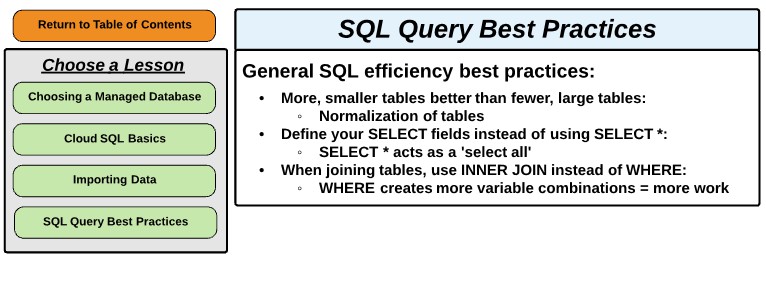 Return to Table of Contents
Choose a Lesson
Choosing a Managed Database
Cloud SQL Basics
Importing Data
SQL Query Best Practices
SQL Query Best Practices
General SQL efficiency best practices:
• More, smaller tables better than fewer, large tables:
◦ Normalization of tables
• Define your SELECT fields instead of using SELECT *:
◦ SELECT * acts as a 'select all'
• When joining tables, use INNER JOIN instead of WHERE:
◦ WHERE creates more variable combinations = more work